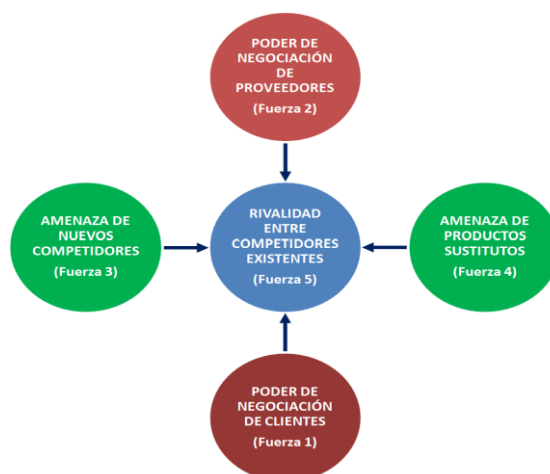 PODER DE
NEGOCIACIÓN
DE
PROVEEDORES
(Fuerza 2)
AMENAZA DE
NUEVOS
COMPETIDORES
(Fuerza 3)
RIVALIDAD
ENTRE
COMPETIDORES
EXISTENTES
(Fuerza 5)
AMENAZA DE
PRODUCTOS
SUSTITUTOS
(Fuerza 4)
PODER DE
NEGOCIACIÓN
DE CLIENTES
(Fuerza 1)